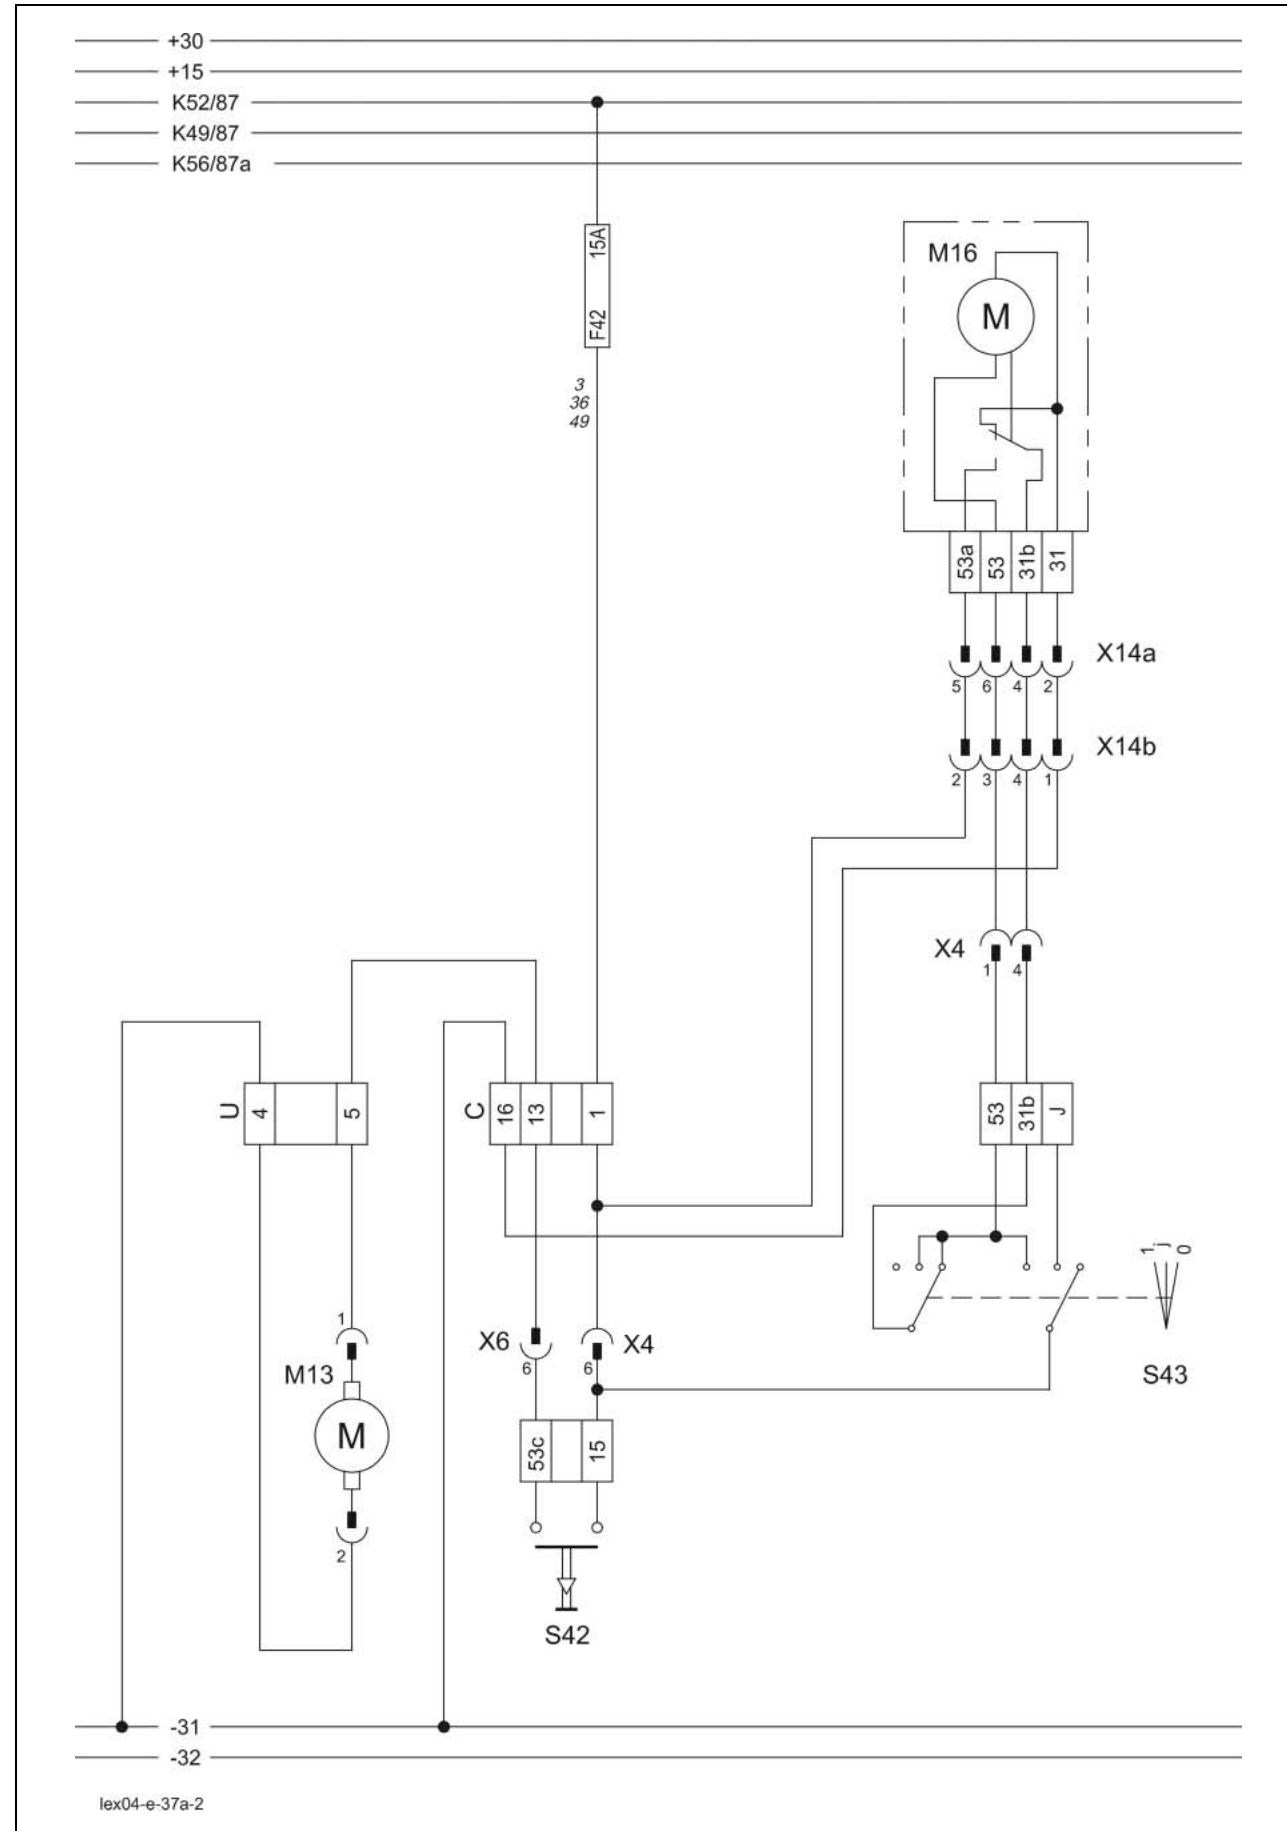 +30
+15
K52/87
K49/87
K56/87a
15A
F42
3
36
49
M16
M
53a 53 31b 31
X14a
5 6 4 2
X14b
2 3 4 1
X4
1 4
U 4 5
C 16 13 1
53 31b J
1 j 0
1
X6
6
X4
6
S43
M13
M
53c 15
2
S42
-31
-32
lex04-e-37a-2